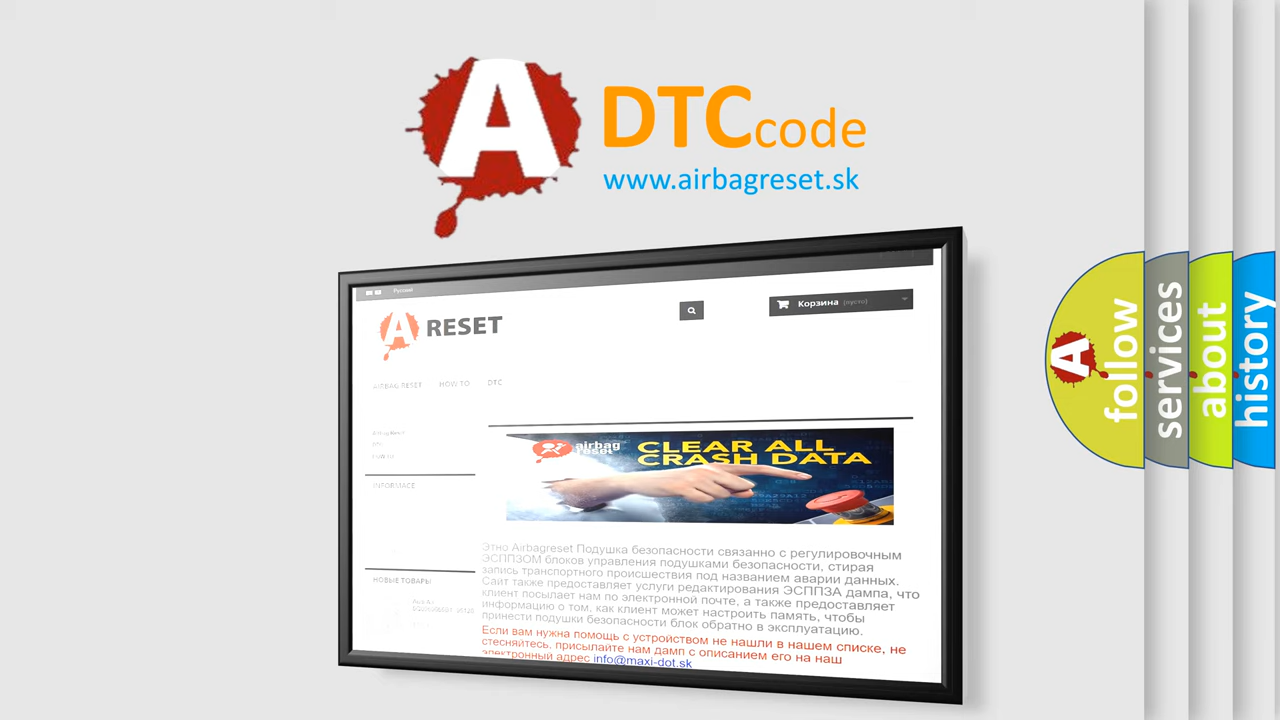 A
DTC code
www.airbagreset.sk
Русский
A RESET
Корзина (пусто)
AIRBAG RESET HOW TO DTC
INFORMACE
airbag
reset
CLEAR ALL
CRASH DATA
НОВЫЕ ТОВАРЫ
Этно Airbagreset Подушка безопасности связанно с регулировочным
ЭСППЗОМ блоков управления подушками безопасности, стирая
запись транспортного происшествия под названием аварии данных.
Сайт также предоставляет услуги редактирования ЭСППЗА дампа, что
клиент посылает нам по электронной почте, а также предоставляет
информацию о том, как клиент может настроить память, чтобы
принести подушки безопасности блок обратно в эксплуатацию.
Если вам нужна помощь с устройством не нашли в нашем списке, не
стесняйтесь, присылайте нам дамп с описанием его на наш
электронный адрес info@maxi-dot.sk
A
follow
services
about
history